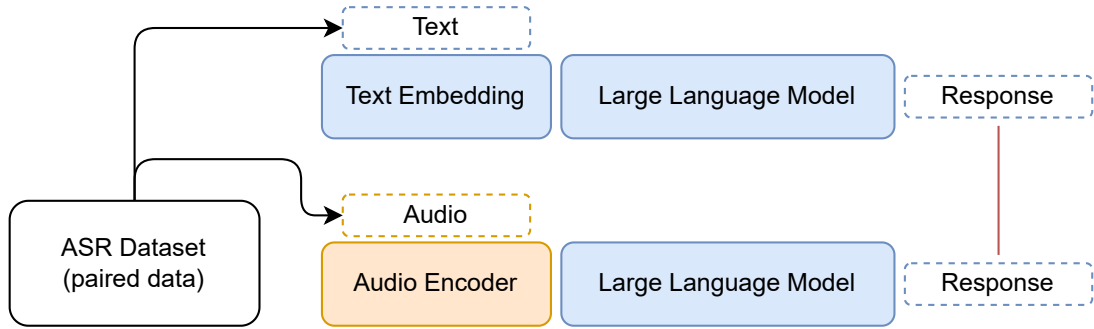 Text
Text Embedding
Large Language Model
Response
ASR Dataset
(paired data)
Audio
Audio Encoder
Large Language Model
Response